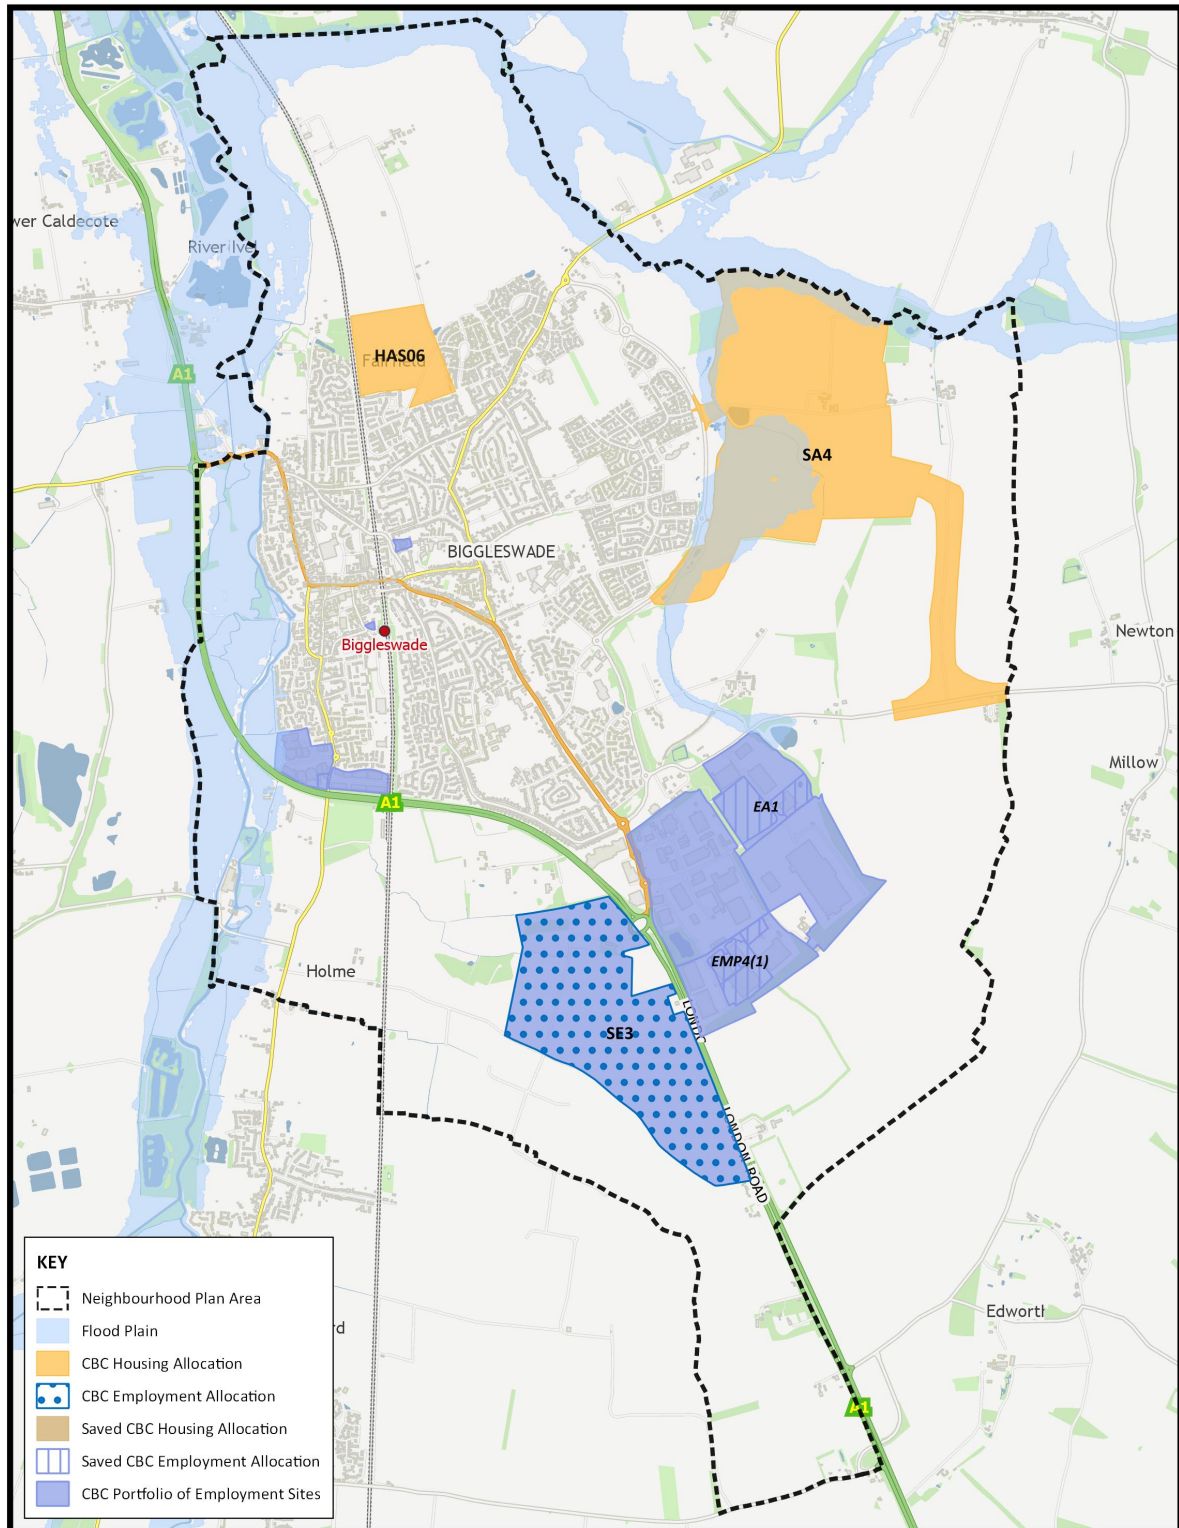 wer Caldecote
River Ivel
A1
HAS06
Fairfield
SA4
BIGGLESWADE
Biggleswade
Newton
Millow
A1
EA1
EMP4(1)
Holme
SE3
LONDO
LONDON ROAD
Edworth
A1
rd
KEY
Neighbourhood Plan Area
Flood Plain
CBC Housing Allocation
CBC Employment Allocation
Saved CBC Housing Allocation
Saved CBC Employment Allocation
CBC Portfolio of Employment Sites